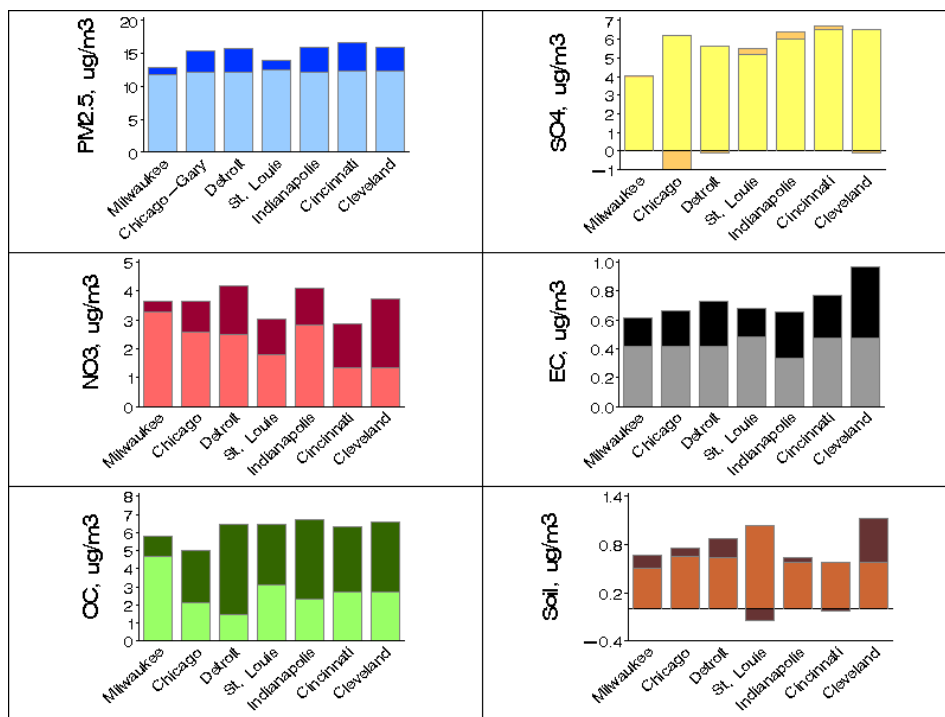 PM2.5, ug/m3
20
15
10
5
0
Milwaukee
Chicago-Gary
Detroit
St. Louis
Indianapolis
Cincinnati
Cleveland
SO4, ug/m3
7
6
5
4
3
2
1
0
-1
Milwaukee
Chicago
Detroit
St. Louis
Indianapolis
Cincinnati
Cleveland
NO3, ug/m3
5
4
3
2
1
0
Milwaukee
Chicago
Detroit
St. Louis
Indianapolis
Cincinnati
Cleveland
EC, ug/m3
1.0
0.8
0.6
0.4
0.2
0.0
Milwaukee
Chicago
Detroit
St. Louis
Indianapolis
Cincinnati
Cleveland
OC, ug/m3
8
7
6
5
4
3
2
1
0
Milwaukee
Chicago
Detroit
St. Louis
Indianapolis
Cincinnati
Cleveland
Soil, ug/m3
1.4
0.8
0.2
-0.4
Milwaukee
Chicago
Detroit
St. Louis
Indianapolis
Cincinnati
Cleveland